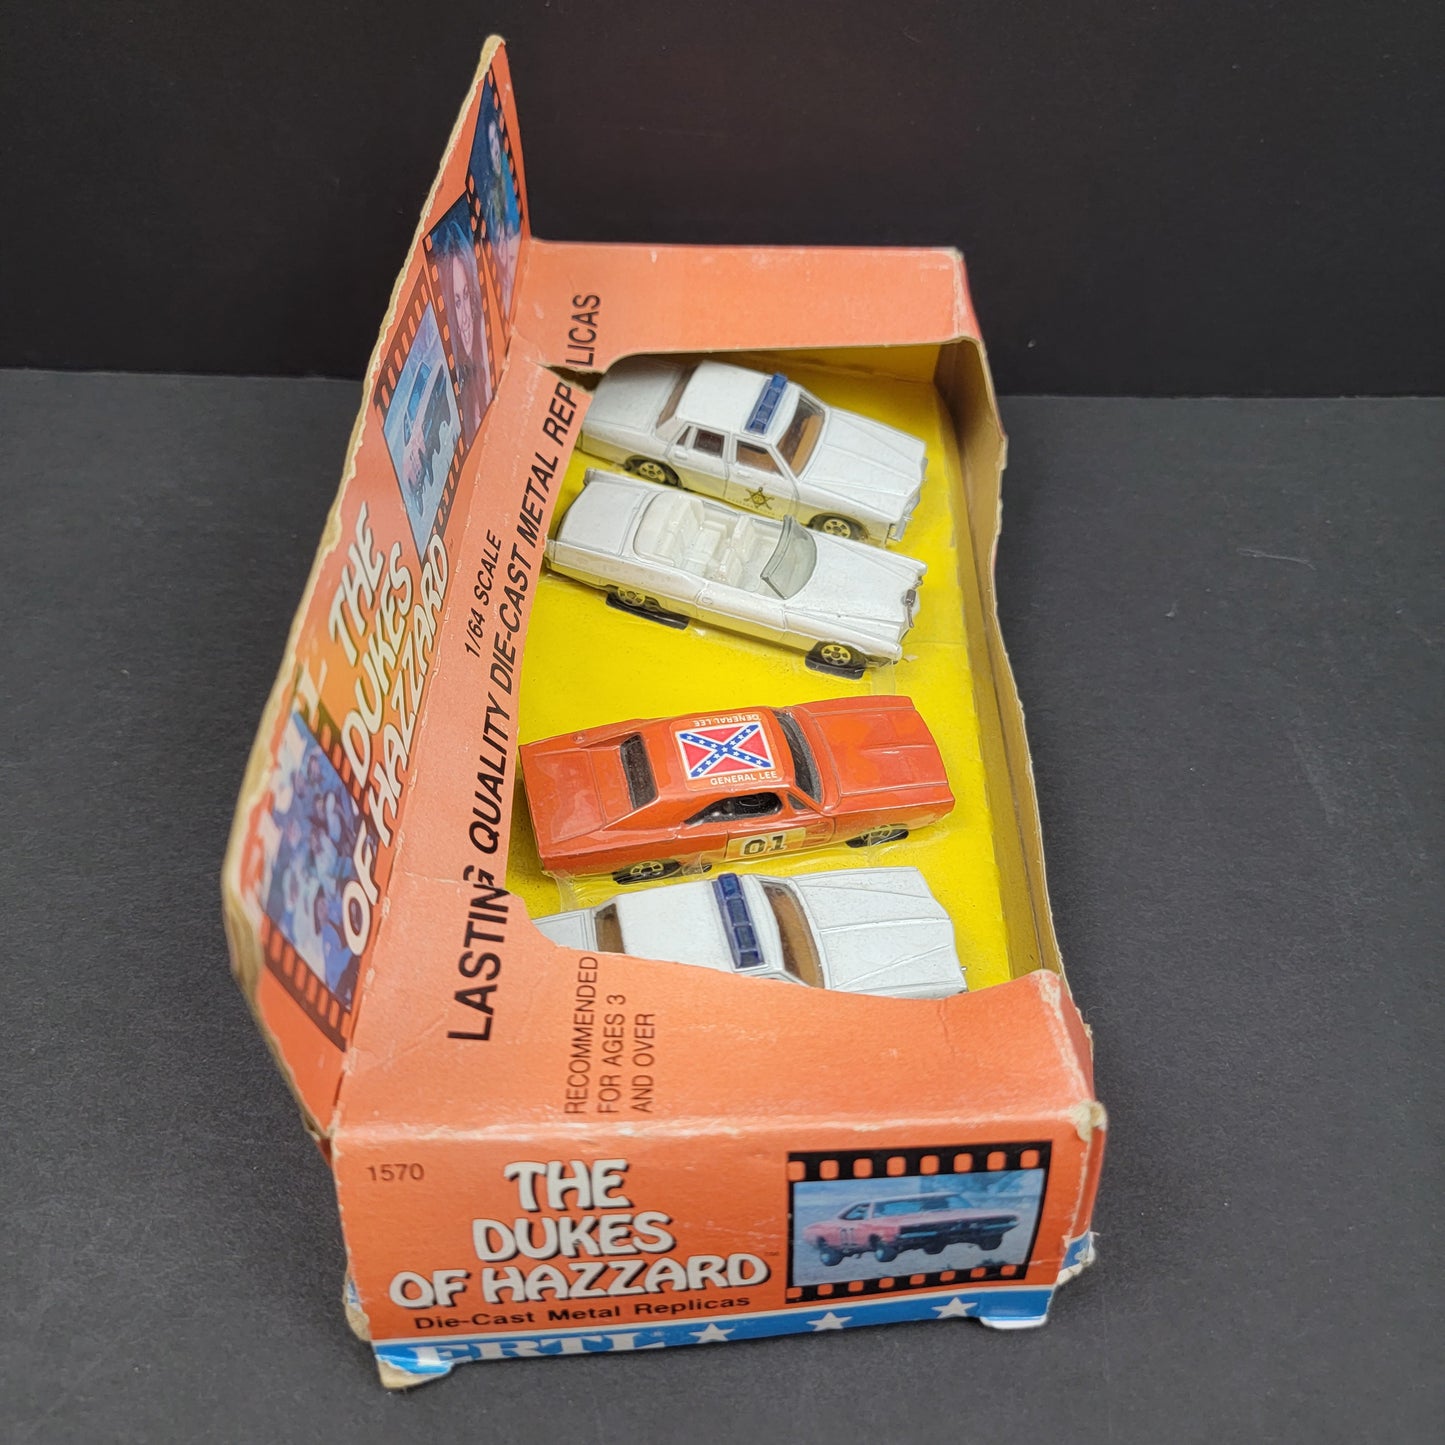 THE
DUKES
OF HAZZARD
1/64 SCALE
LASTING QUALITY DIE-CAST METAL REPLICAS
GENERAL LEE
GENERAL LEE
01
RECOMMENDED
FOR AGES 3
AND OVER
1570
THE
DUKES
OF HAZZARD
Die-Cast Metal Replicas
ERTL